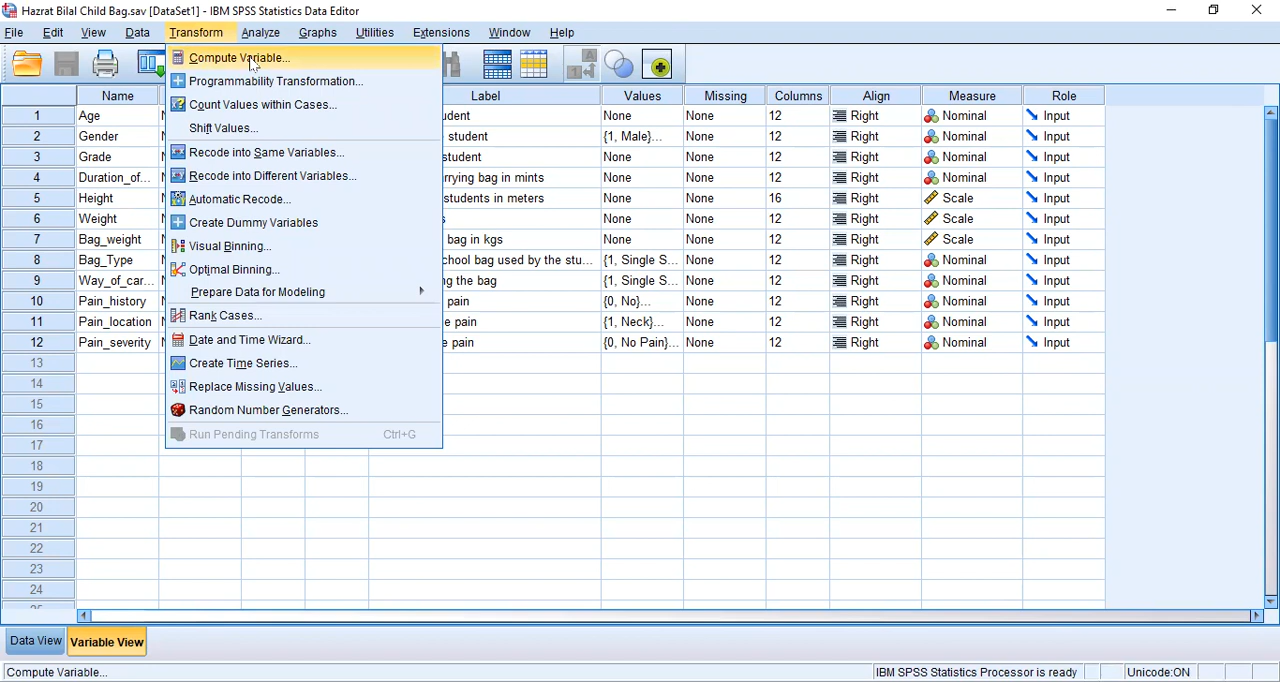 Hazrat Bilal Child Bag.sav [DataSet1] - IBM SPSS Statistics Data Editor
File Edit View Data Transform Analyze Graphs Utilities Extensions Window Help
Compute Variable...
Programmability Transformation...
Count Values within Cases...
Shift Values...
Recode into Same Variables...
Recode into Different Variables...
Automatic Recode...
Create Dummy Variables
Visual Binning...
Optimal Binning...
Prepare Data for Modeling
Rank Cases...
Date and Time Wizard...
Create Time Series...
Replace Missing Values...
Random Number Generators...
Run Pending Transforms Ctrl+G
Name Label Values Missing Columns Align Measure Role
1 Age udent None None 12 Right Nominal Input
2 Gender student {1, Male}... None 12 Right Nominal Input
3 Grade student None None 12 Right Nominal Input
4 Duration_of... rrying bag in mints None None 12 Right Nominal Input
5 Height students in meters None None 16 Right Scale Input
6 Weight s None None 12 Right Scale Input
7 Bag_weight bag in kgs None None 12 Right Scale Input
8 Bag_Type chool bag used by the stu... {1, Single S... None 12 Right Nominal Input
9 Way_of_car... ng the bag {1, Single S... None 12 Right Nominal Input
10 Pain_history pain {0, No}... None 12 Right Nominal Input
11 Pain_location e pain {1, Neck}... None 12 Right Nominal Input
12 Pain_severity e pain {0, No Pain}... None 12 Right Nominal Input
13
14
15
16
17
18
19
20
21
22
23
24
Data View Variable View
Compute Variable... IBM SPSS Statistics Processor is ready Unicode:ON